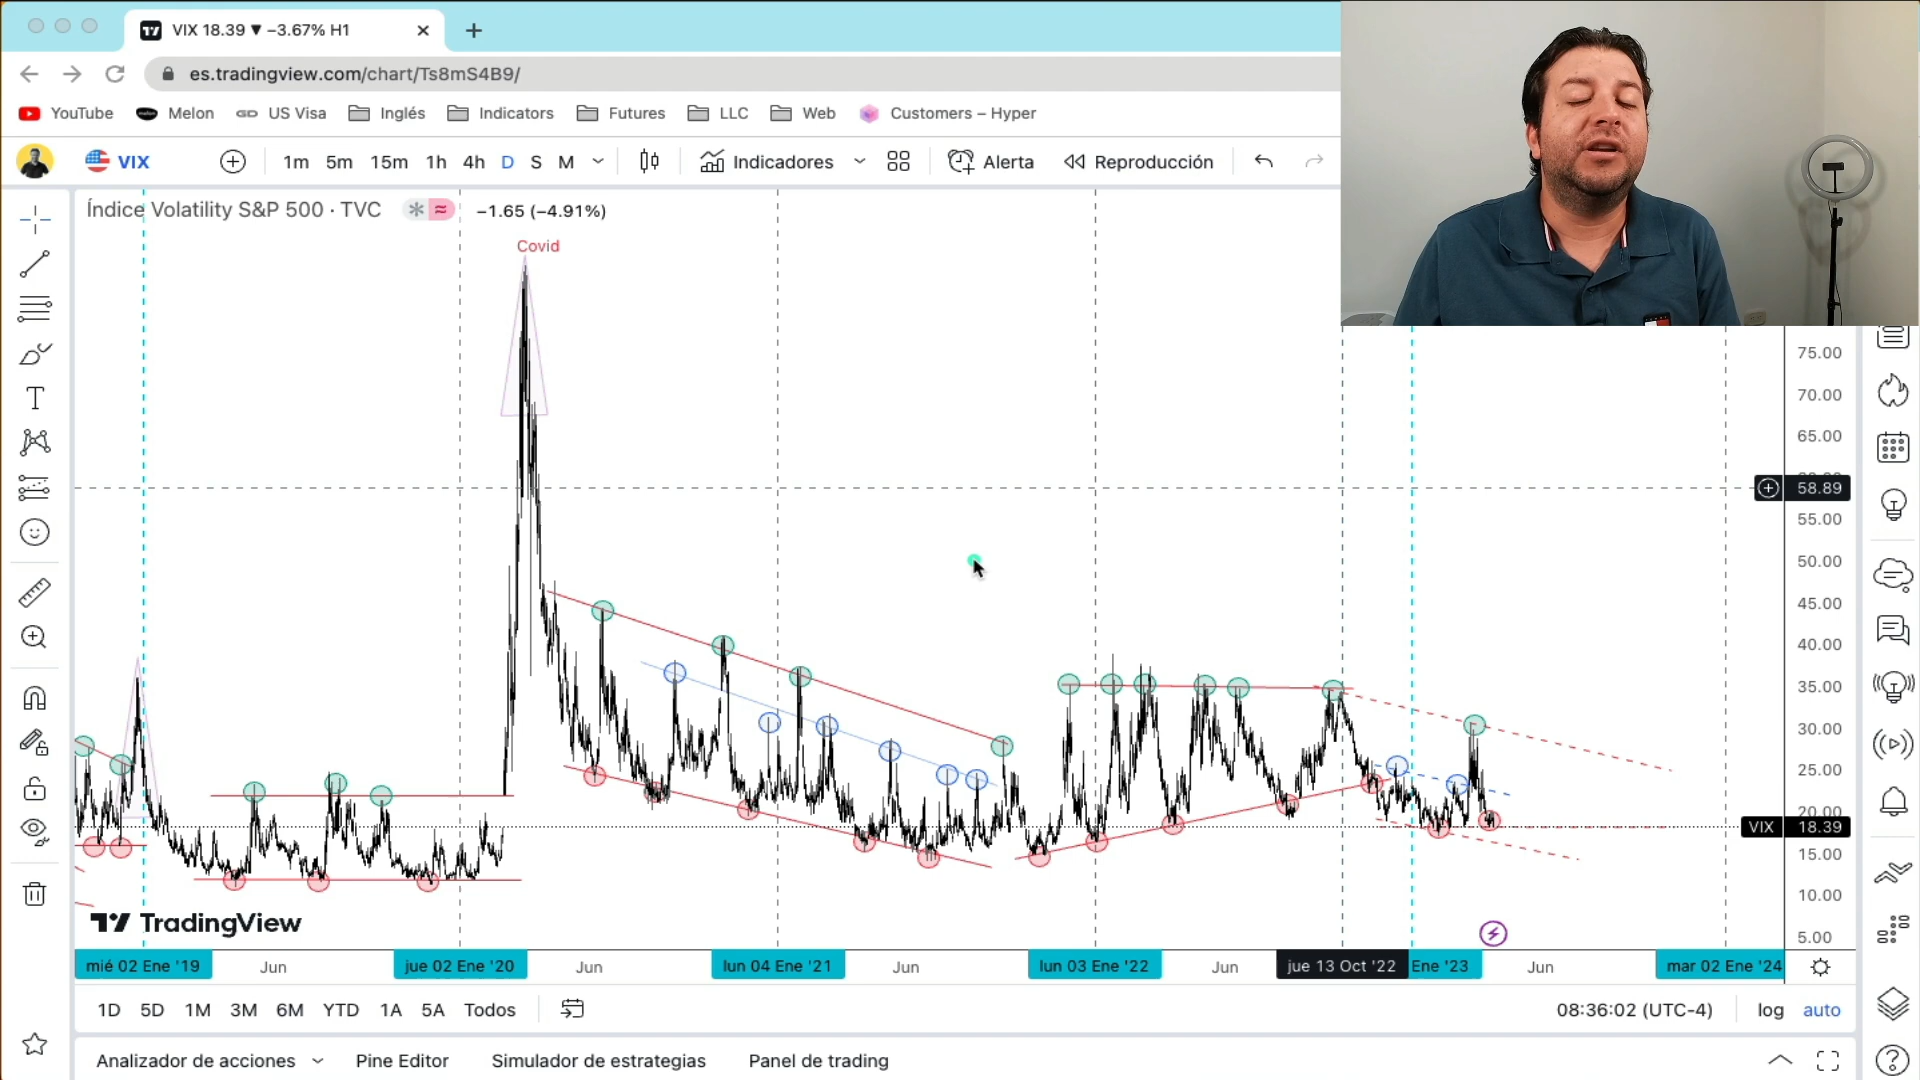 VIX 18.39 ▼ −3.67% H1
es.tradingview.com/chart/Ts8mS4B9/
YouTube Melon US Visa Inglés Indicators Futures LLC Web Customers – Hyper
VIX 1m 5m 15m 1h 4h D S M Indicadores Alerta Reproducción
Índice Volatility S&P 500 · TVC −1.65 (−4.91%)
Covid
75.00
70.00
65.00
58.89
55.00
50.00
45.00
40.00
35.00
30.00
25.00
20.00
VIX 18.39
15.00
10.00
5.00
TradingView
mié 02 Ene '19 Jun jue 02 Ene '20 Jun lun 04 Ene '21 Jun lun 03 Ene '22 Jun jue 13 Oct '22 Ene '23 Jun mar 02 Ene '24
1D 5D 1M 3M 6M YTD 1A 5A Todos 08:36:02 (UTC-4) log auto
Analizador de acciones Pine Editor Simulador de estrategias Panel de trading